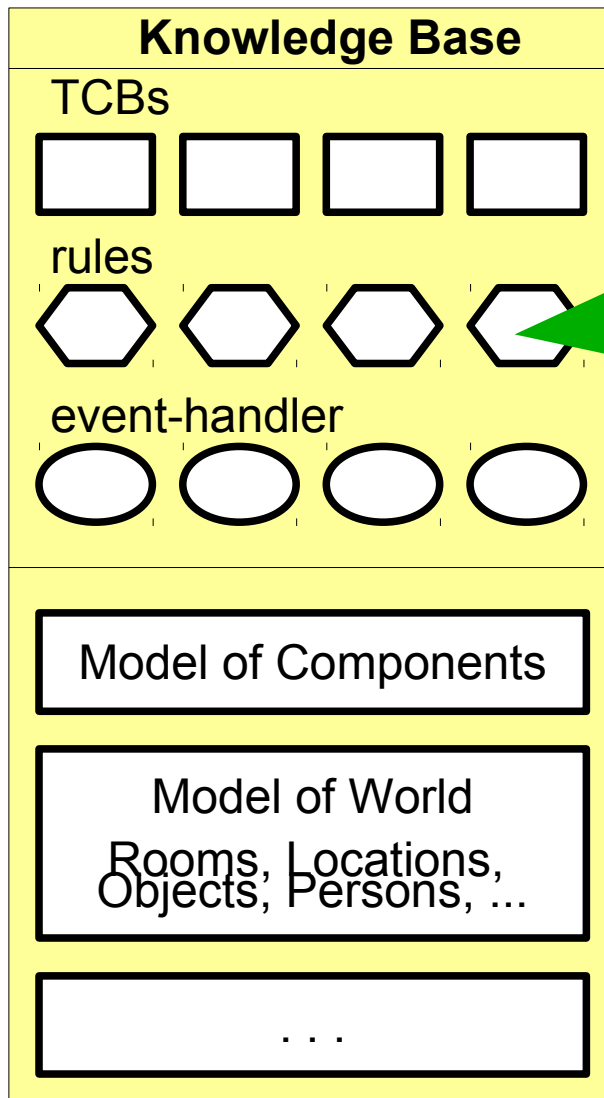 Knowledge Base
TCBs
rules
event-handler
Model of Components
Model of World
Rooms, Locations,
Objects, Persons, ...
. . .